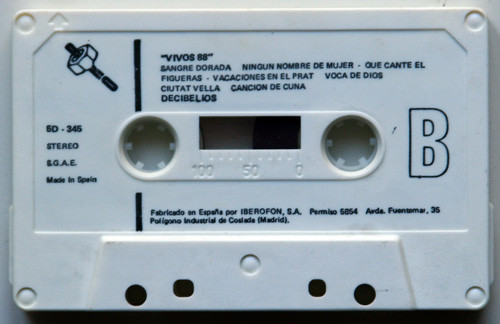 "VIVOS 88"
SANGRE DORADA NINGUN NOMBRE DE MUJER - QUE CANTE EL
FIGUERAS - VACACIONES EN EL PRAT VOCA DE DIOS
CIUTAT VELLA CANCION DE CUNA
DECIBELIOS
5D - 345
STEREO
S.G.A.E.
Made in Spain
B
100 50 0
Fabricado en España por IBEROFON, S.A. Permiso 5854 Avda. Fuentemar, 35
Polígono Industrial de Coslada (Madrid).